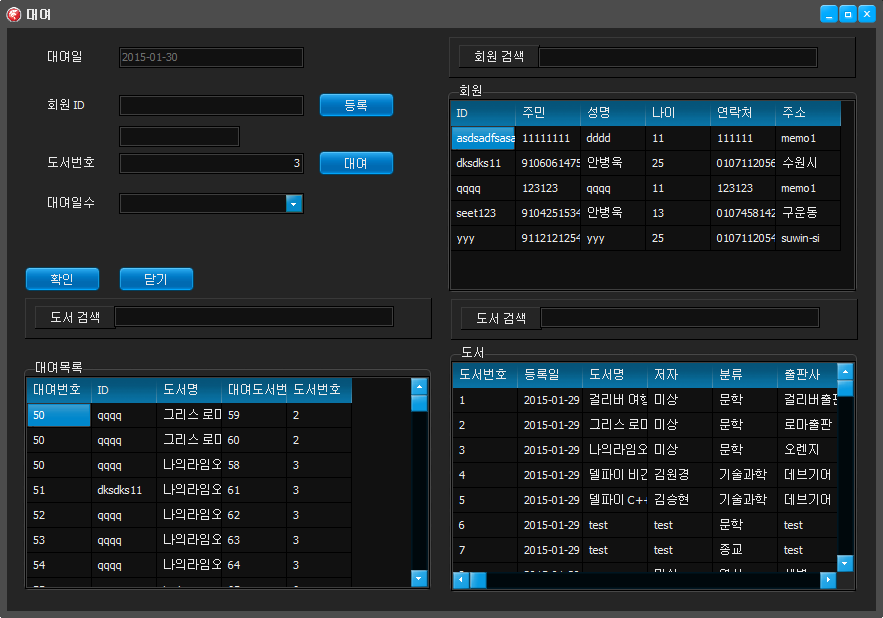 대여
대여일 2015-01-30
회원 ID 등록
도서번호 3 대여
대여일수
확인 닫기
회원 검색
회원
ID 주민 성명 나이 연락처 주소
asdsadfsasa 11111111 dddd 11 111111 memo1
dksdks11 9106061475 안병욱 25 0107112056 수원시
qqqq 123123 qqqq 11 123123 memo1
seet123 9104251534 안병욱 13 0107458142 구운동
yyy 9112121254 yyy 25 0107112054 suwin-si
도서 검색
대여목록
대여번호 ID 도서명 대여도서번 도서번호
50 qqqq 그리스 로미 59 2
50 qqqq 그리스 로미 60 2
50 qqqq 나의라임오 58 3
51 dksdks11 나의라임오 61 3
52 qqqq 나의라임오 62 3
53 qqqq 나의라임오 63 3
54 qqqq 나의라임오 64 3
도서 검색
도서
도서번호 등록일 도서명 저자 분류 출판사
1 2015-01-29 걸리버 여행 미상 문학 걸리버출판
2 2015-01-29 그리스 로미 미상 문학 로마출판
3 2015-01-29 나의라임오 미상 문학 오렌지
4 2015-01-29 델파이 비긴 김원경 기술과학 데브기어
5 2015-01-29 델파이 C++ 김승현 기술과학 데브기어
6 2015-01-29 test test 문학 test
7 2015-01-29 test test 종교 test